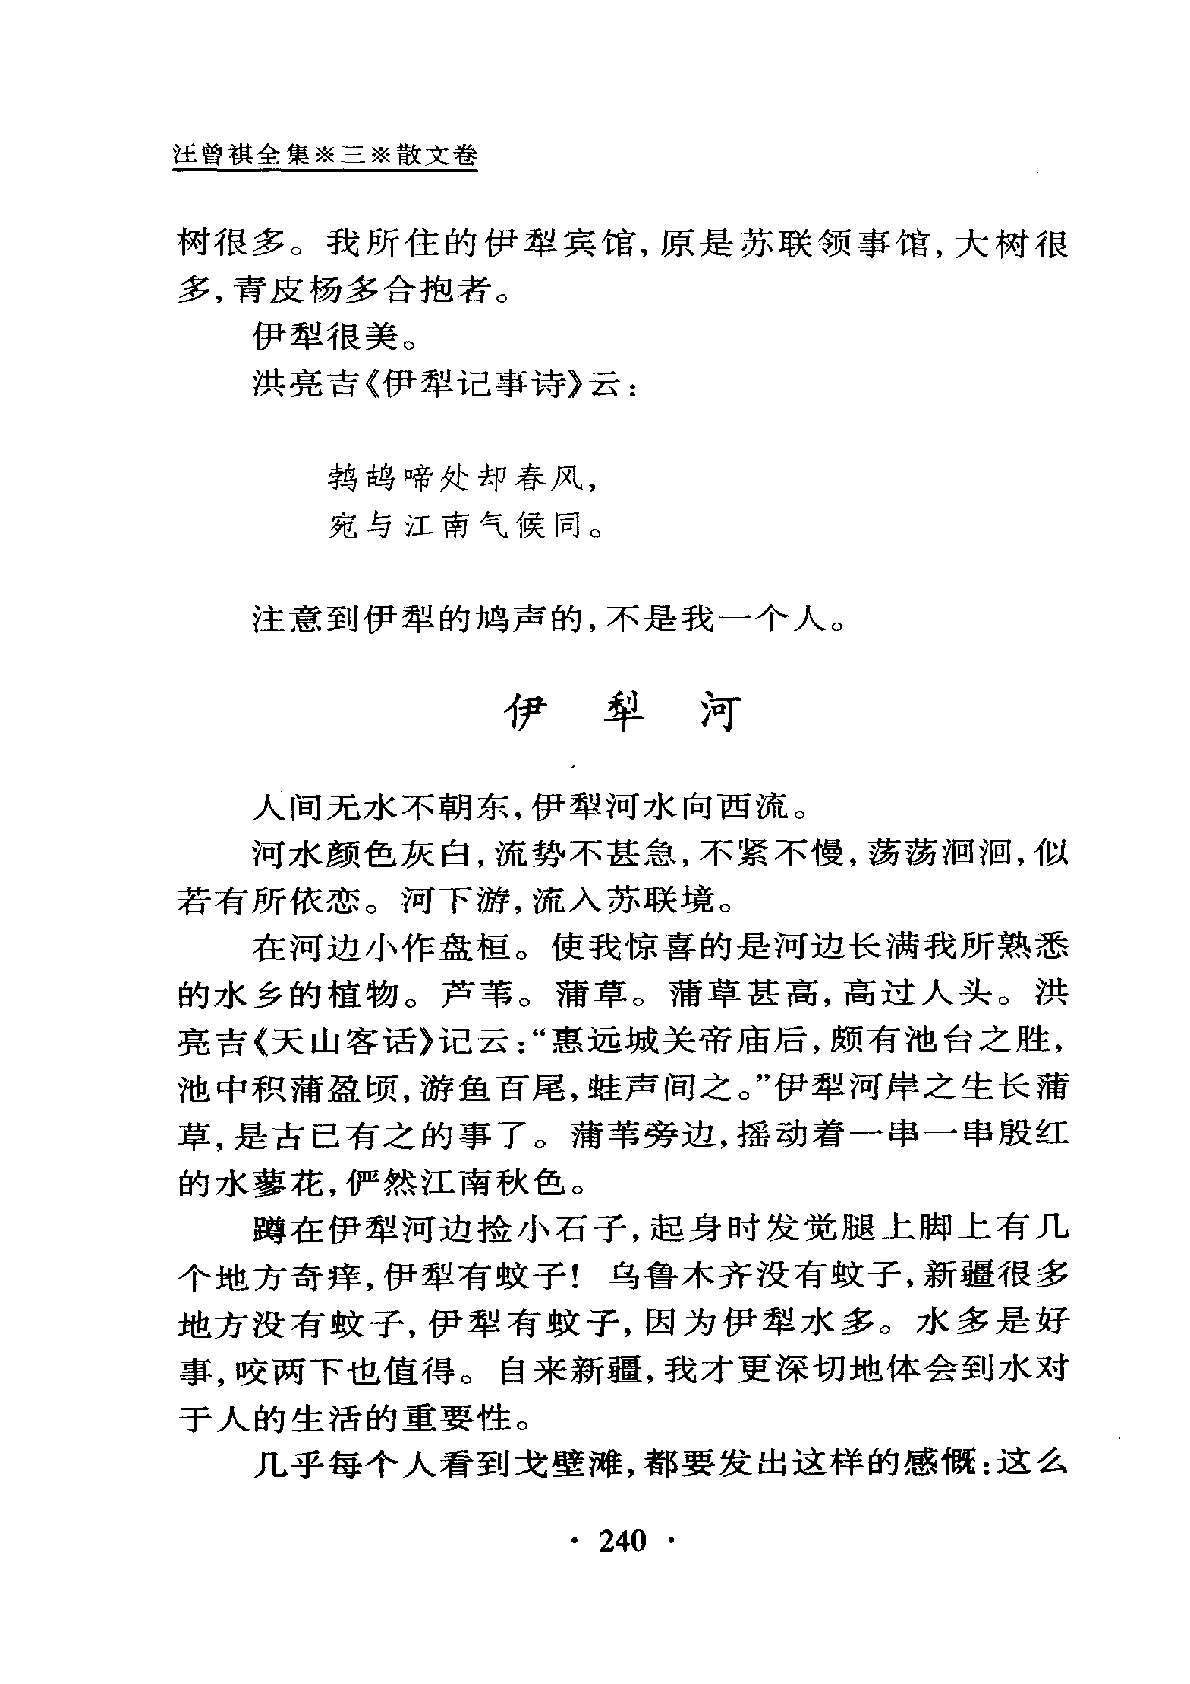 汪曾祺全集※三※散文卷
树很多。我所住的伊犁宾馆,原是苏联领事馆,大树很
多,青皮杨多合抱者。
伊犁很美。
洪亮吉《伊犁记事诗》云:
鹁鸪啼处却春风,
宛与江南气候同。
注意到伊犁的鸠声的,不是我一个人。
伊 犁 河
人间无水不朝东,伊犁河水向西流。
河水颜色灰白,流势不甚急,不紧不慢,荡荡洄洄,似
若有所依恋。河下游,流入苏联境。
在河边小作盘桓。使我惊喜的是河边长满我所熟悉
的水乡的植物。芦苇。蒲草。蒲草甚高,高过人头。洪
亮吉《天山客话》记云:“惠远城关帝庙后,颇有池台之胜,
池中积蒲盈顷,游鱼百尾,蛙声间之。”伊犁河岸之生长蒲
草,是古已有之的事了。蒲苇旁边,摇动着一串一串殷红
的水蓼花,俨然江南秋色。
蹲在伊犁河边捡小石子,起身时发觉腿上脚上有几
个地方奇痒,伊犁有蚊子! 乌鲁木齐没有蚊子,新疆很多
地方没有蚊子,伊犁有蚊子,因为伊犁水多。水多是好
事,咬两下也值得。自来新疆,我才更深切地体会到水对
于人的生活的重要性。
几乎每个人看到戈壁滩,都要发出这样的感慨:这么
· 240 ·